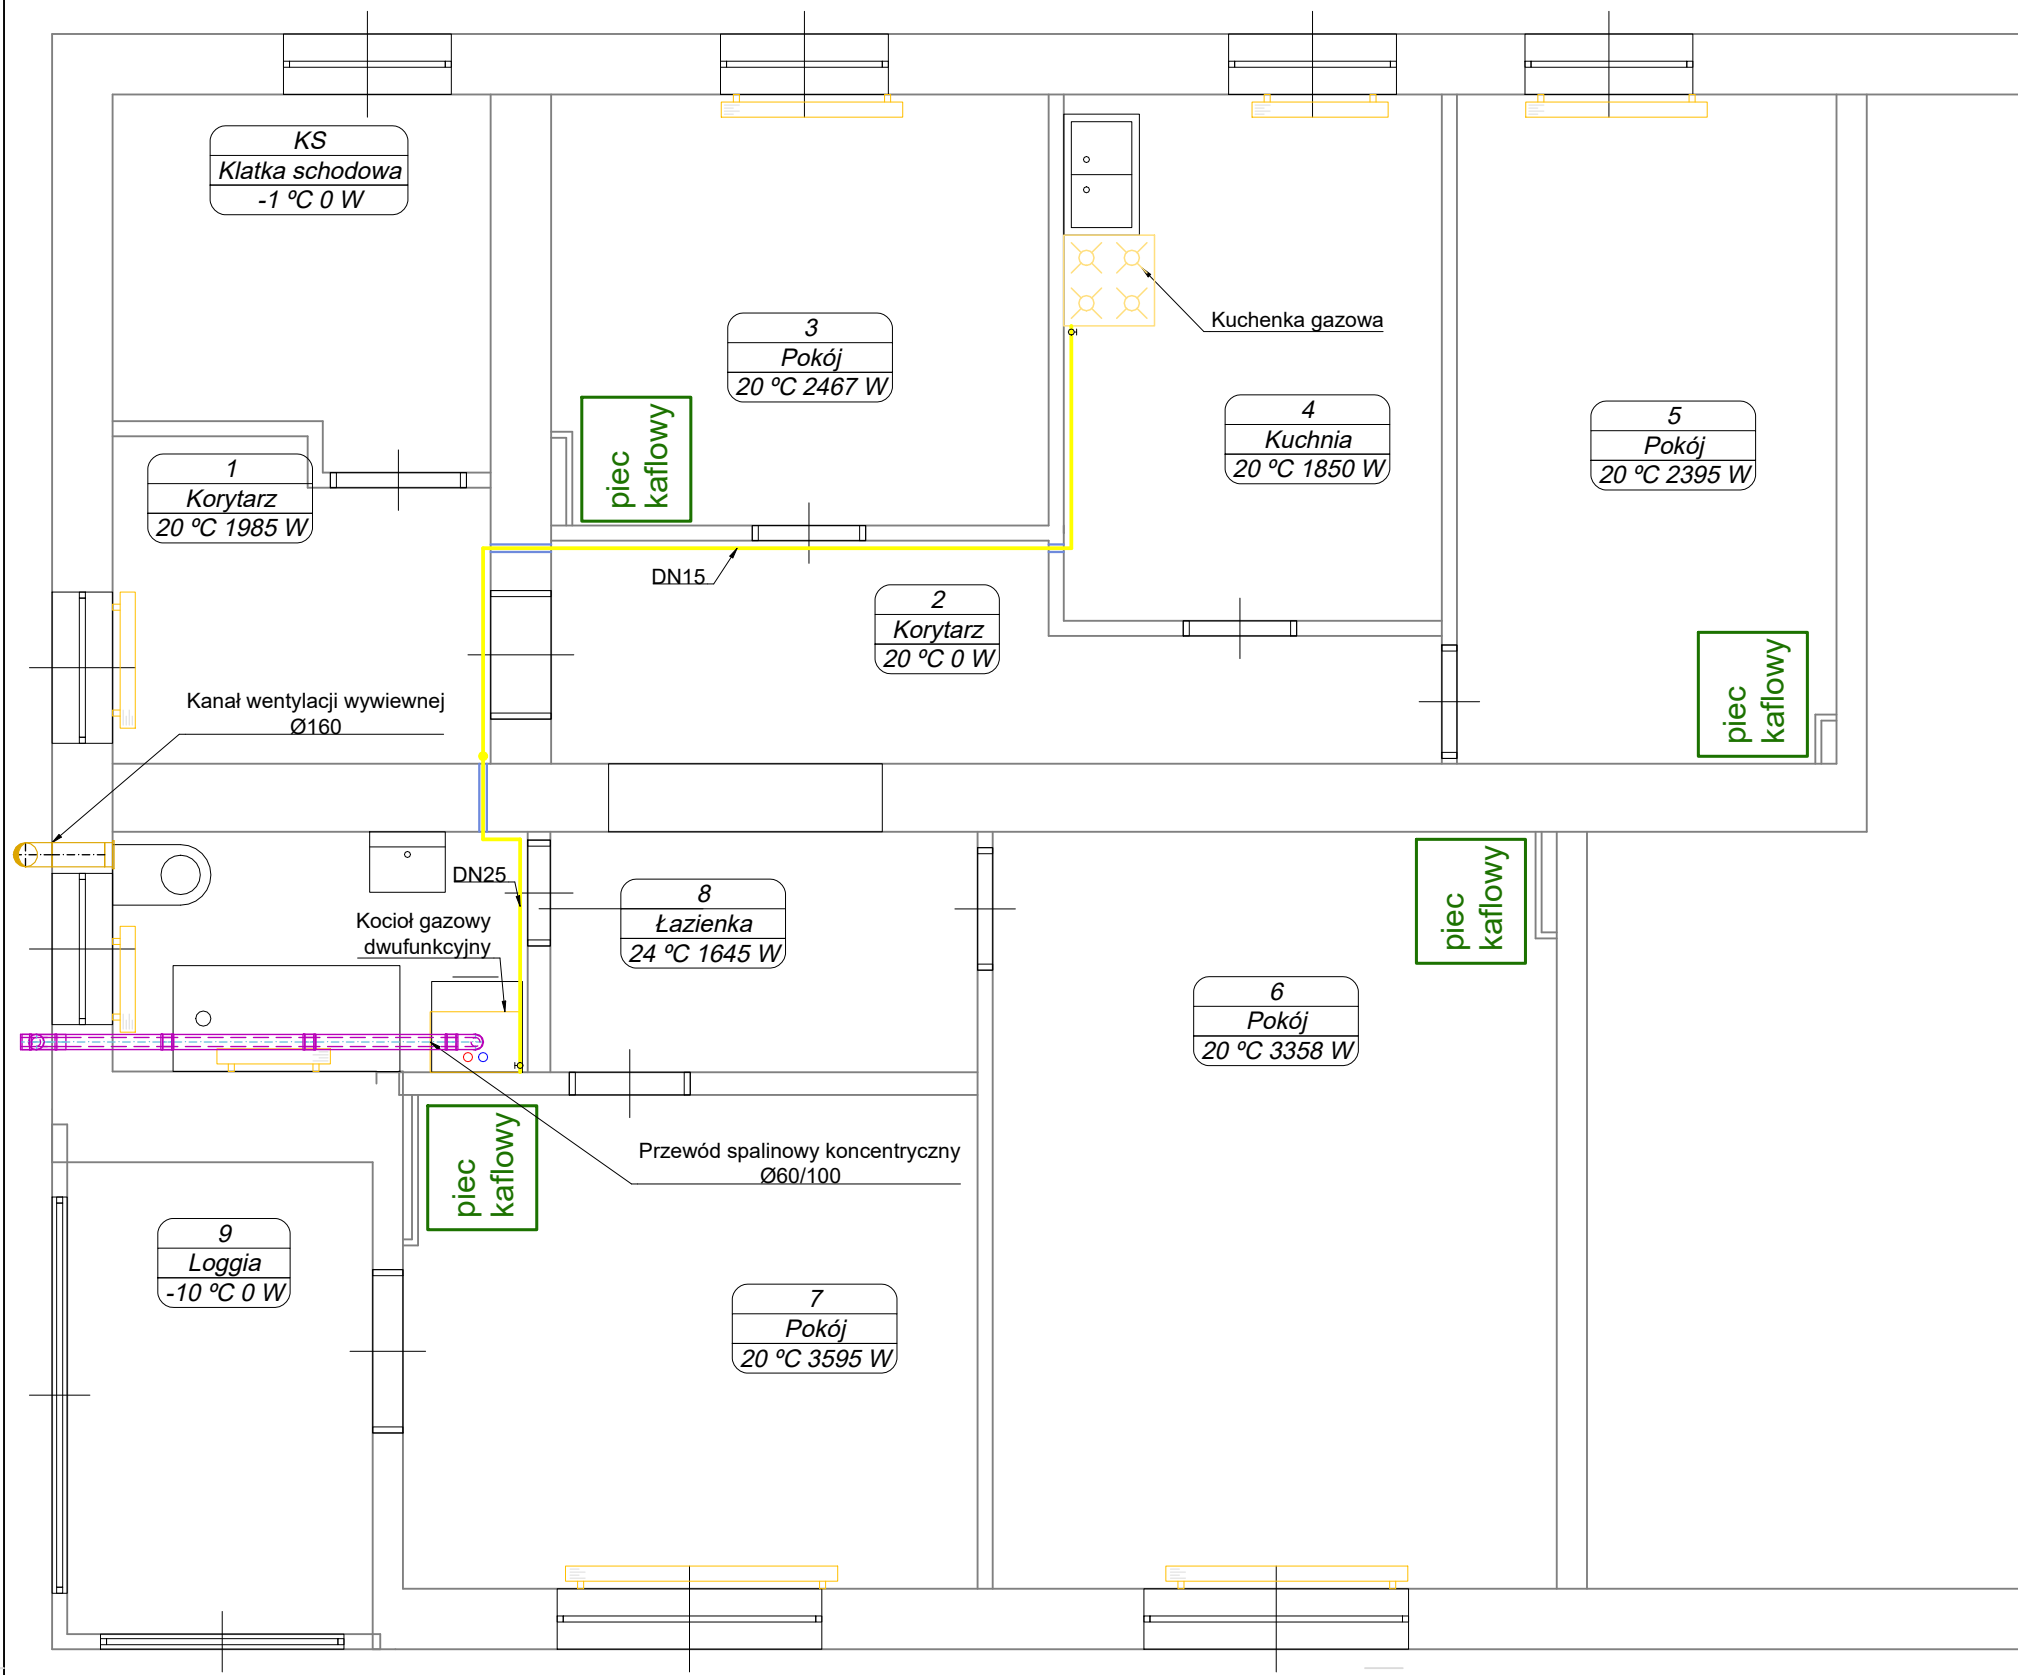 KS
Klatka schodowa
-1 ºC 0 W
3
Pokój
20 ºC 2467 W
Kuchenka gazowa
4
Kuchnia
20 ºC 1850 W
5
Pokój
20 ºC 2395 W
piec
kaflowy
1
Korytarz
20 ºC 1985 W
DN15
2
Korytarz
20 ºC 0 W
piec
kaflowy
Kanał wentylacji wywiewnej
Ø160
DN25
Kocioł gazowy
dwufunkcyjny
8
Łazienka
24 ºC 1645 W
piec
kaflowy
6
Pokój
20 ºC 3358 W
piec
kaflowy
Przewód spalinowy koncentryczny
Ø60/100
9
Loggia
-10 ºC 0 W
7
Pokój
20 ºC 3595 W